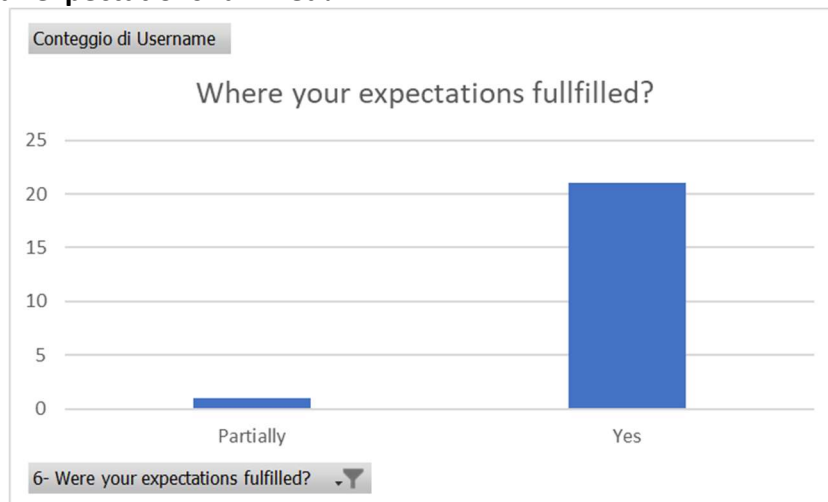 Conteggio di Username
Where your expectations fullfilled?
25
20
15
10
5
0
Partially
Yes
6- Were your expectations fulfilled?